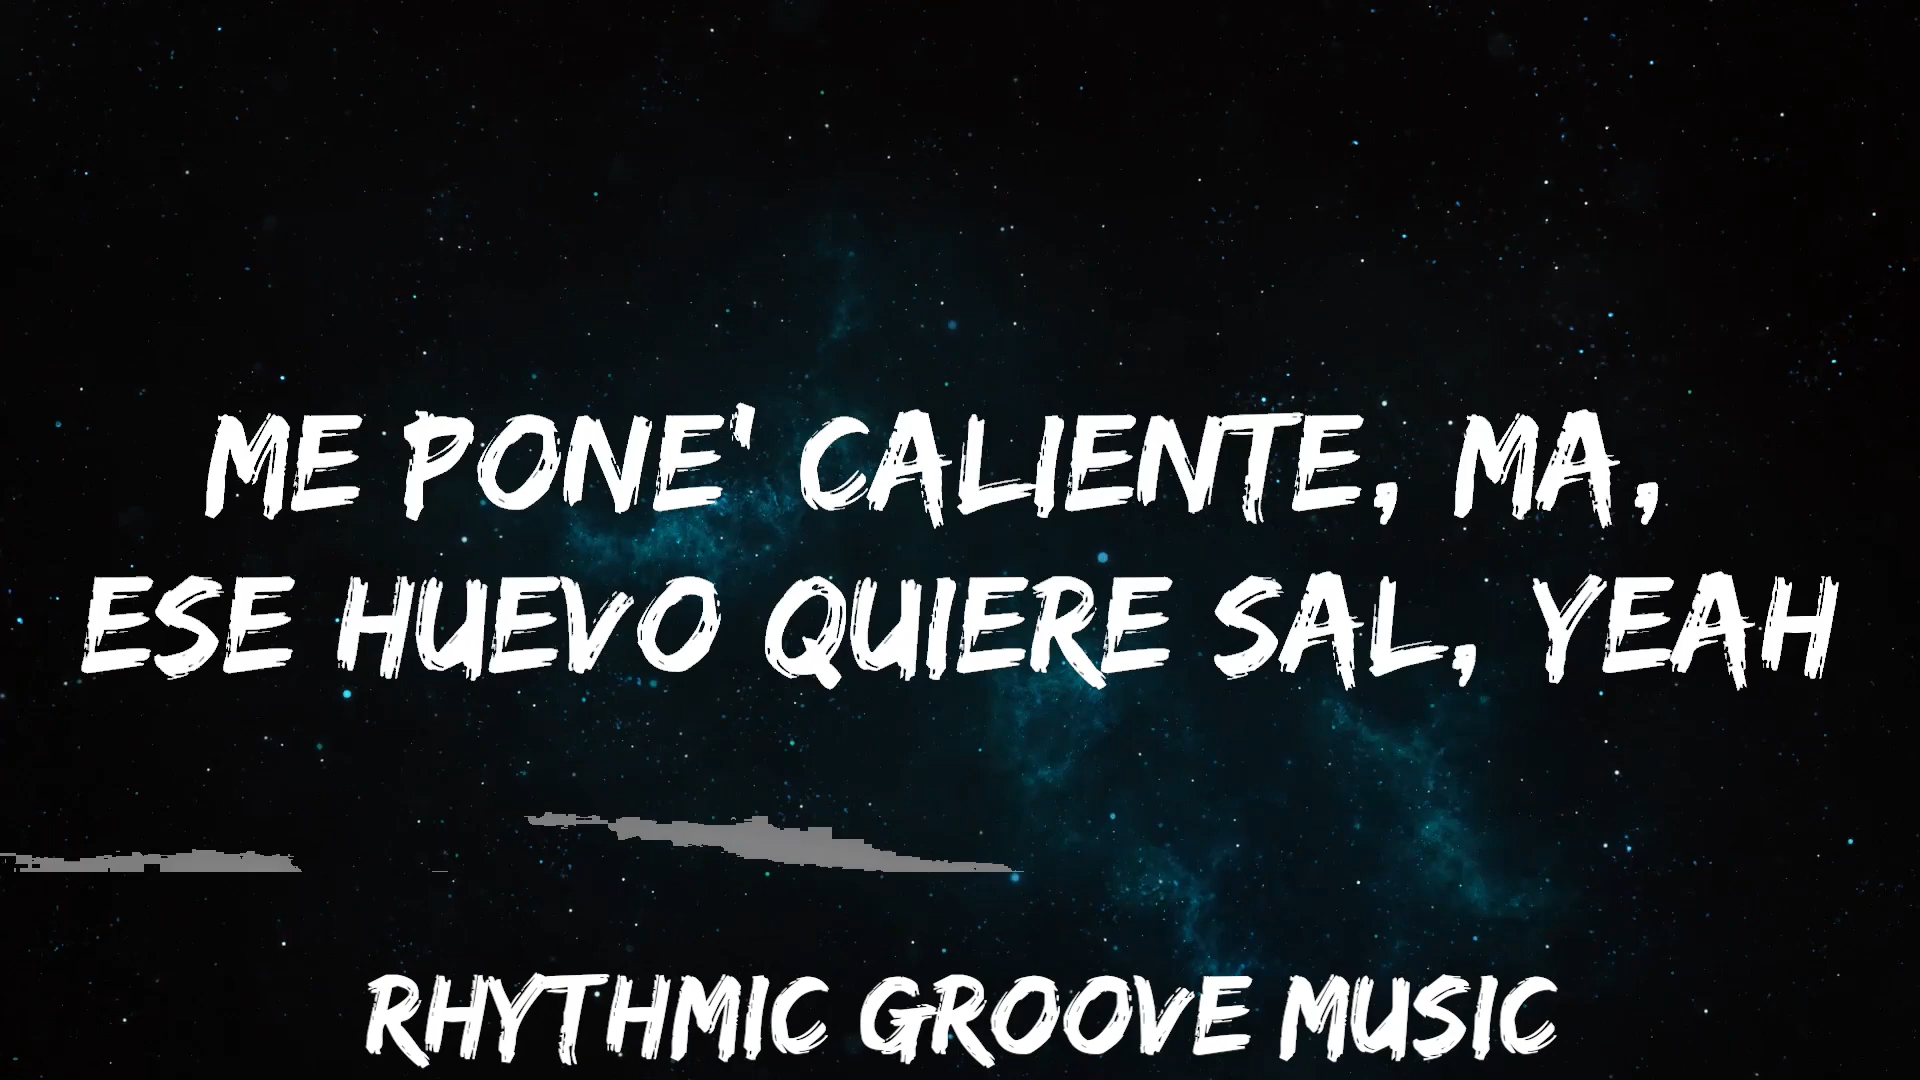 ME PONE' CALIENTE, MA,
ESE HUEVO QUIERE SAL, YEAH
RHYTHMIC GROOVE MUSIC